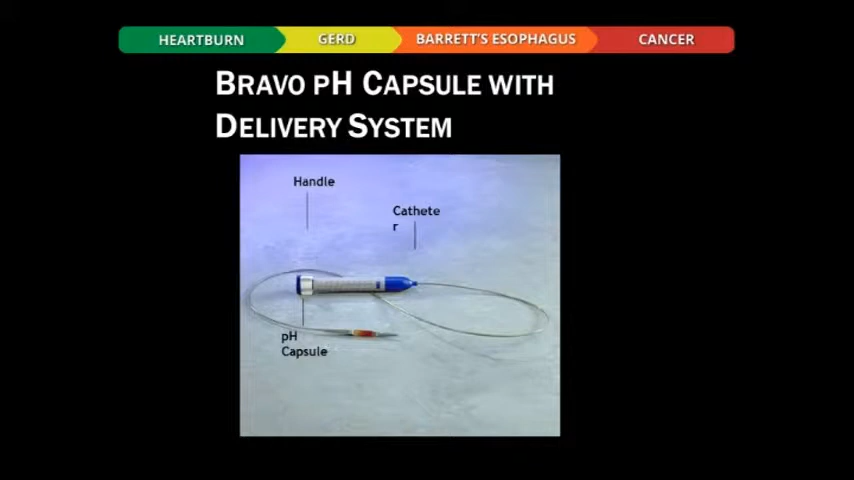 HEARTBURN GERD BARRETT'S ESOPHAGUS CANCER
BRAVO PH CAPSULE WITH
DELIVERY SYSTEM
Handle
Cathete
r
pH
Capsule